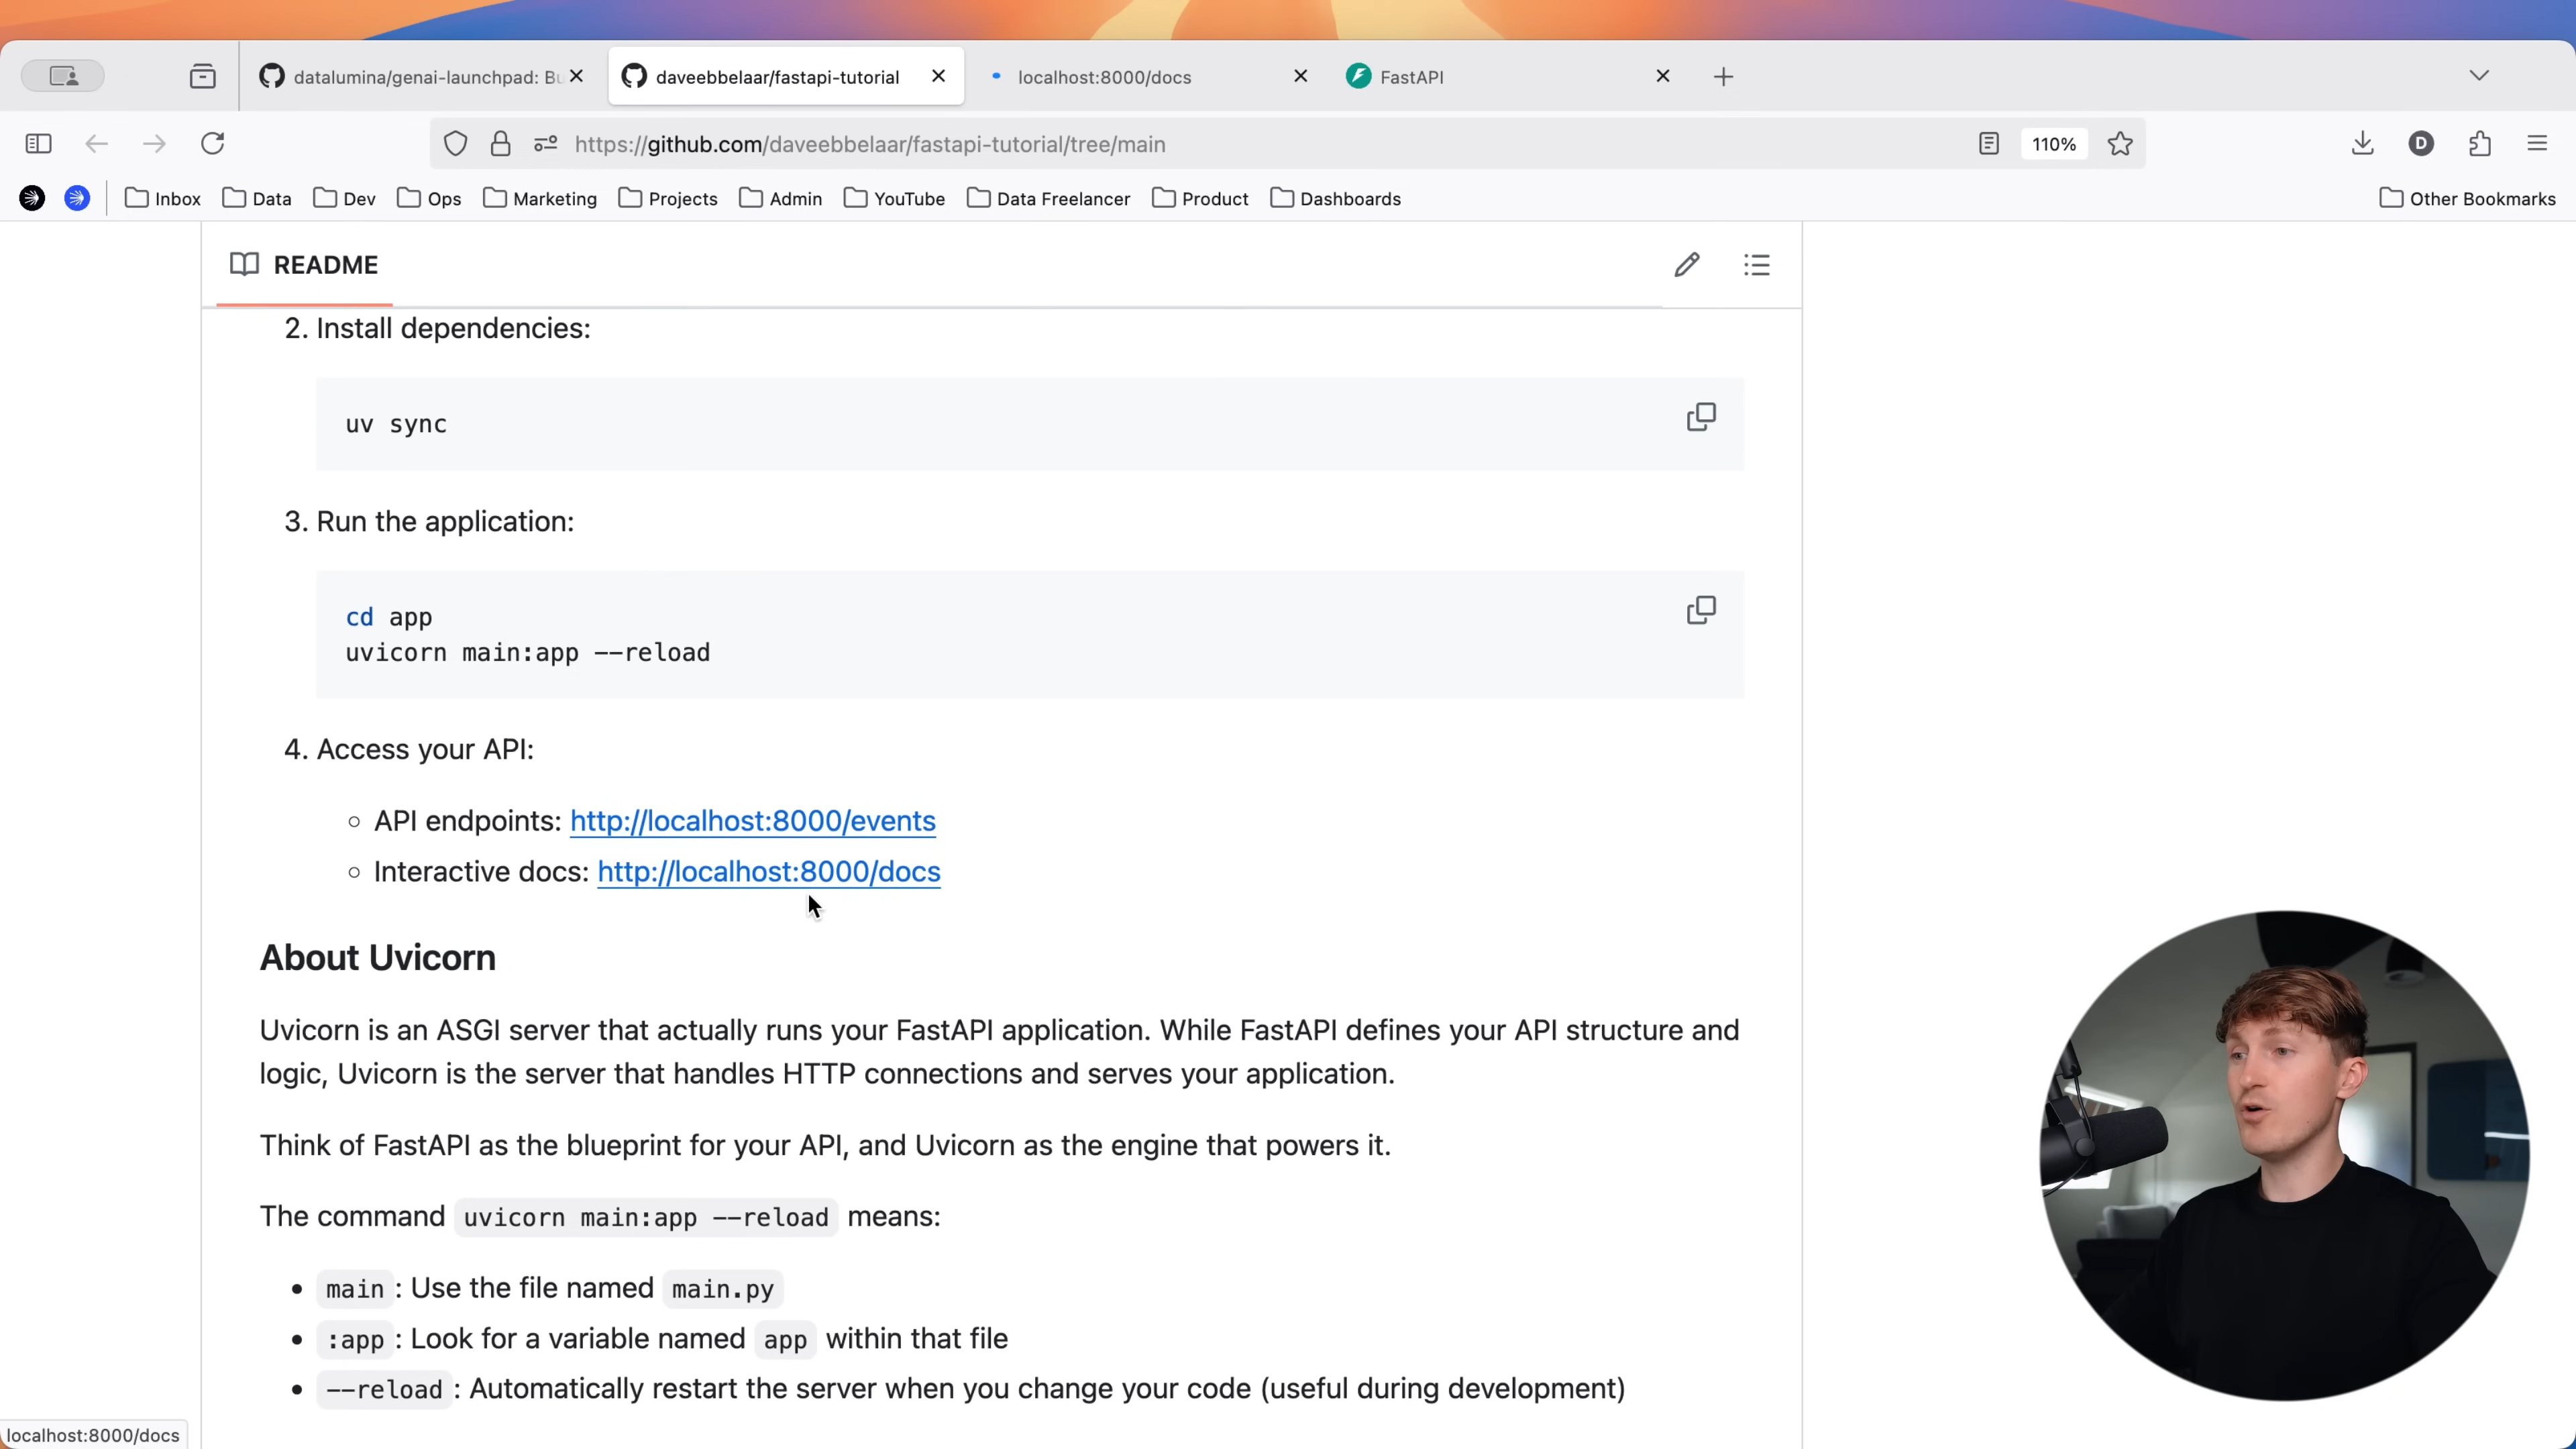 datalumina/genai-launchpad: Bu
daveebbelaar/fastapi-tutorial
localhost:8000/docs
FastAPI
https://github.com/daveebbelaar/fastapi-tutorial/tree/main
110%
D
Inbox
Data
Dev
Ops
Marketing
Projects
Admin
YouTube
Data Freelancer
Product
Dashboards
Other Bookmarks
README
2. Install dependencies:
uv sync
3. Run the application:
cd app
uvicorn main:app --reload
4. Access your API:
API endpoints: http://localhost:8000/events
Interactive docs: http://localhost:8000/docs
About Uvicorn
Uvicorn is an ASGI server that actually runs your FastAPI application. While FastAPI defines your API structure and
logic, Uvicorn is the server that handles HTTP connections and serves your application.
Think of FastAPI as the blueprint for your API, and Uvicorn as the engine that powers it.
The command uvicorn main:app --reload means:
main : Use the file named main.py
:app : Look for a variable named app within that file
--reload : Automatically restart the server when you change your code (useful during development)
localhost:8000/docs